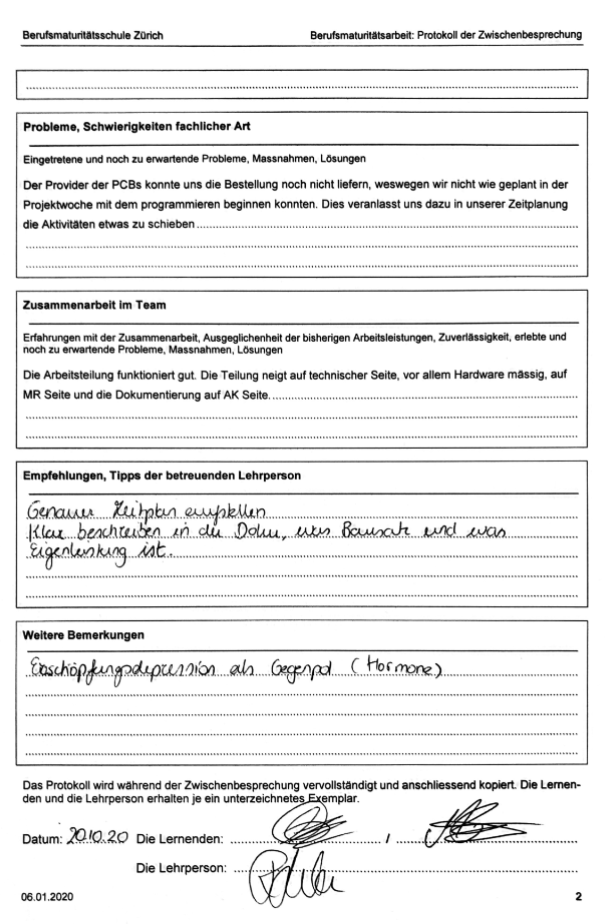 Berufsmaturitätsschule Zürich Berufsmaturitätsarbeit: Protokoll der Zwischenbesprechung
Probleme, Schwierigkeiten fachlicher Art
Eingetretene und noch zu erwartende Probleme, Massnahmen, Lösungen
Der Provider der PCBs konnte uns die Bestellung noch nicht liefern, weswegen wir nicht wie geplant in der
Projektwoche mit dem programmieren beginnen konnten. Dies veranlasst uns dazu in unserer Zeitplanung
die Aktivitäten etwas zu schieben
Zusammenarbeit im Team
Erfahrungen mit der Zusammenarbeit, Ausgeglichenheit der bisherigen Arbeitsleistungen, Zuverlässigkeit, erlebte und
noch zu erwartende Probleme, Massnahmen, Lösungen
Die Arbeitsteilung funktioniert gut. Die Teilung neigt auf technischer Seite, vor allem Hardware mässig, auf
MR Seite und die Dokumentierung auf AK Seite.
Empfehlungen, Tipps der betreuenden Lehrperson
Genauer Zeitplan erstellen
Klar beschreiben in der Doku, was Bausatz und was
Eigenleistung ist.
Weitere Bemerkungen
Erschöpfungsdepression als Gegenpol (Hormone)
Das Protokoll wird während der Zwischenbesprechung vervollständigt und anschliessend kopiert. Die Lernen-
den und die Lehrperson erhalten je ein unterzeichnetes Exemplar.
Datum: 20.10.20 Die Lernenden: /
Die Lehrperson:
06.01.2020 2